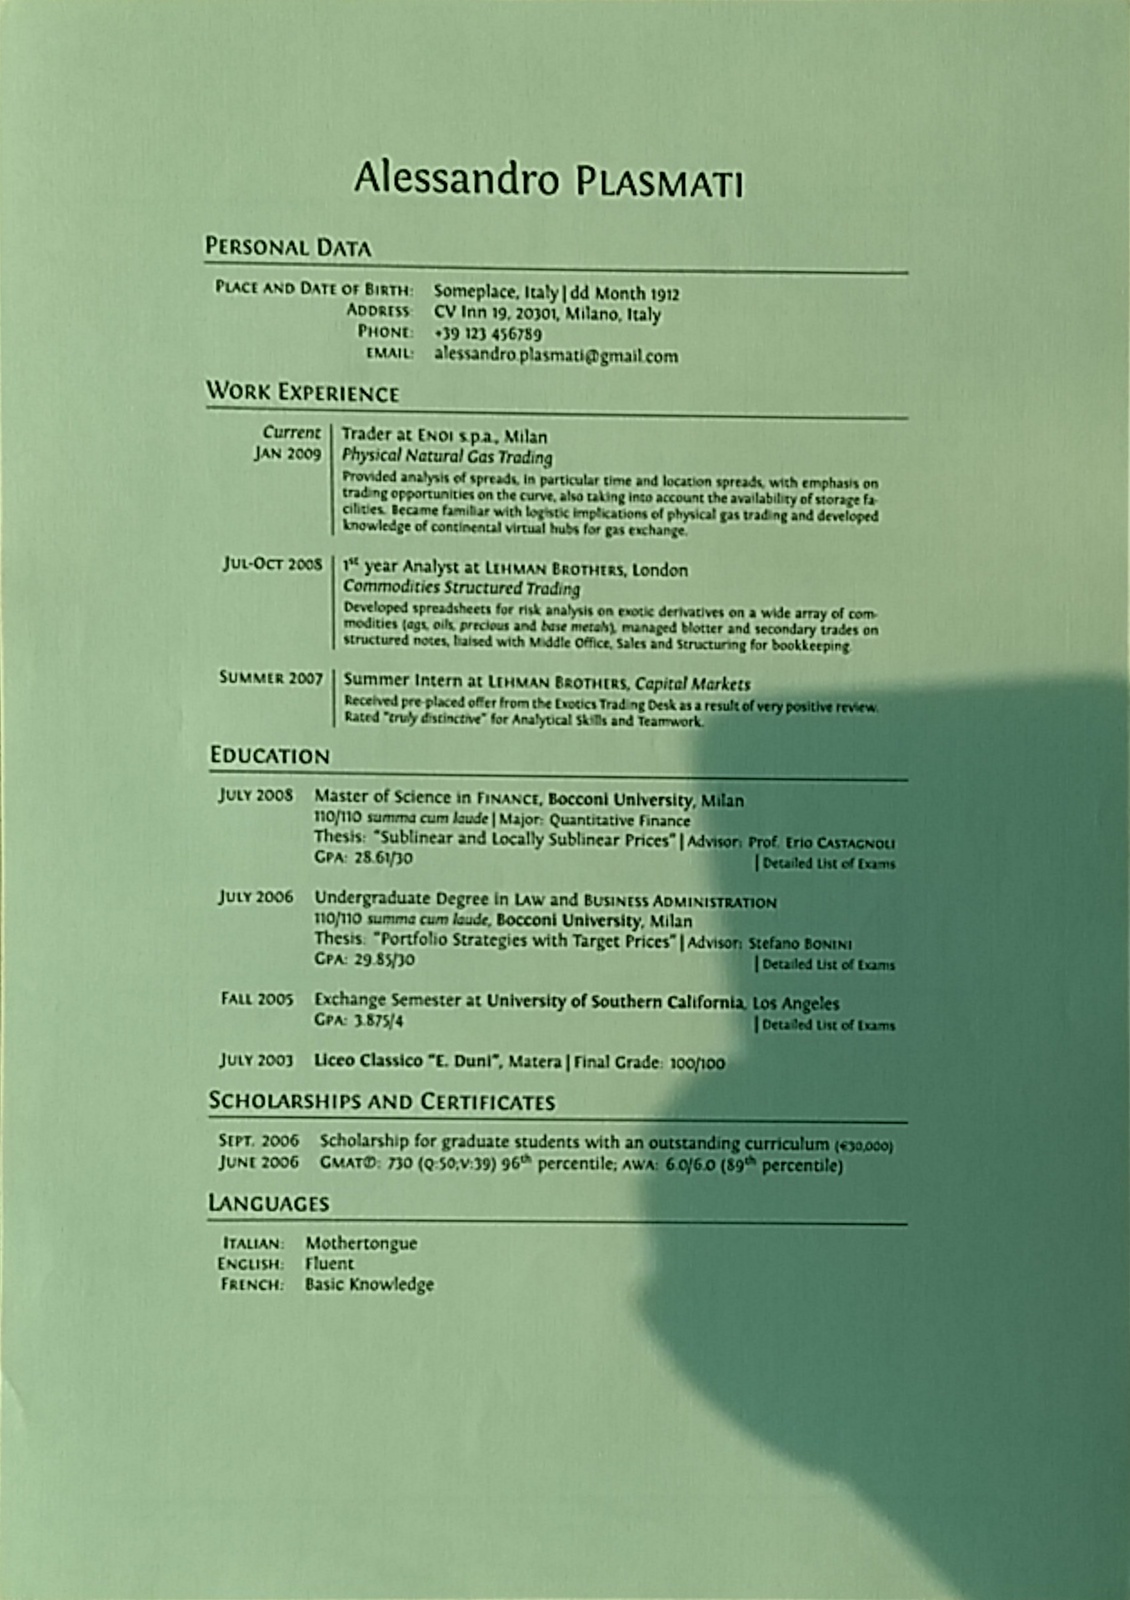 Alessandro PLASMATI
PERSONAL DATA
PLACE AND DATE OF BIRTH: Someplace, Italy | dd Month 1912
ADDRESS: CV Inn 19, 20301, Milano, Italy
PHONE: +39 123 456789
EMAIL: alessandro.plasmati@gmail.com
WORK EXPERIENCE
Current | Trader at ENOI s.p.a., Milan
JAN 2009 | Physical Natural Gas Trading
Provided analysis of spreads, in particular time and location spreads, with emphasis on
trading opportunities on the curve, also taking into account the availability of storage fa-
cilities. Became familiar with logistic implications of physical gas trading and developed
knowledge of continental virtual hubs for gas exchange.
JUL-OCT 2008 | 1st year Analyst at LEHMAN BROTHERS, London
Commodities Structured Trading
Developed spreadsheets for risk analysis on exotic derivatives on a wide array of com-
modities (ags, oils, precious and base metals), managed blotter and secondary trades on
structured notes, liaised with Middle Office, Sales and Structuring for bookkeeping.
SUMMER 2007 | Summer Intern at LEHMAN BROTHERS, Capital Markets
Received pre-placed offer from the Exotics Trading Desk as a result of very positive review.
Rated "truly distinctive" for Analytical Skills and Teamwork.
EDUCATION
JULY 2008 Master of Science in FINANCE, Bocconi University, Milan
110/110 summa cum laude | Major: Quantitative Finance
Thesis: "Sublinear and Locally Sublinear Prices" | Advisor: Prof. Erio CASTAGNOLI
GPA: 28.61/30 | Detailed List of Exams
JULY 2006 Undergraduate Degree in LAW and BUSINESS ADMINISTRATION
110/110 summa cum laude, Bocconi University, Milan
Thesis: "Portfolio Strategies with Target Prices" | Advisor: Stefano BONINI
GPA: 29.85/30 | Detailed List of Exams
FALL 2005 Exchange Semester at University of Southern California, Los Angeles
GPA: 3.875/4 | Detailed List of Exams
JULY 2003 Liceo Classico "E. Duni", Matera | Final Grade: 100/100
SCHOLARSHIPS AND CERTIFICATES
SEPT. 2006 Scholarship for graduate students with an outstanding curriculum (€30,000)
JUNE 2006 GMAT®: 730 (Q:50;V:39) 96th percentile; AWA: 6.0/6.0 (89th percentile)
LANGUAGES
ITALIAN: Mothertongue
ENGLISH: Fluent
FRENCH: Basic Knowledge